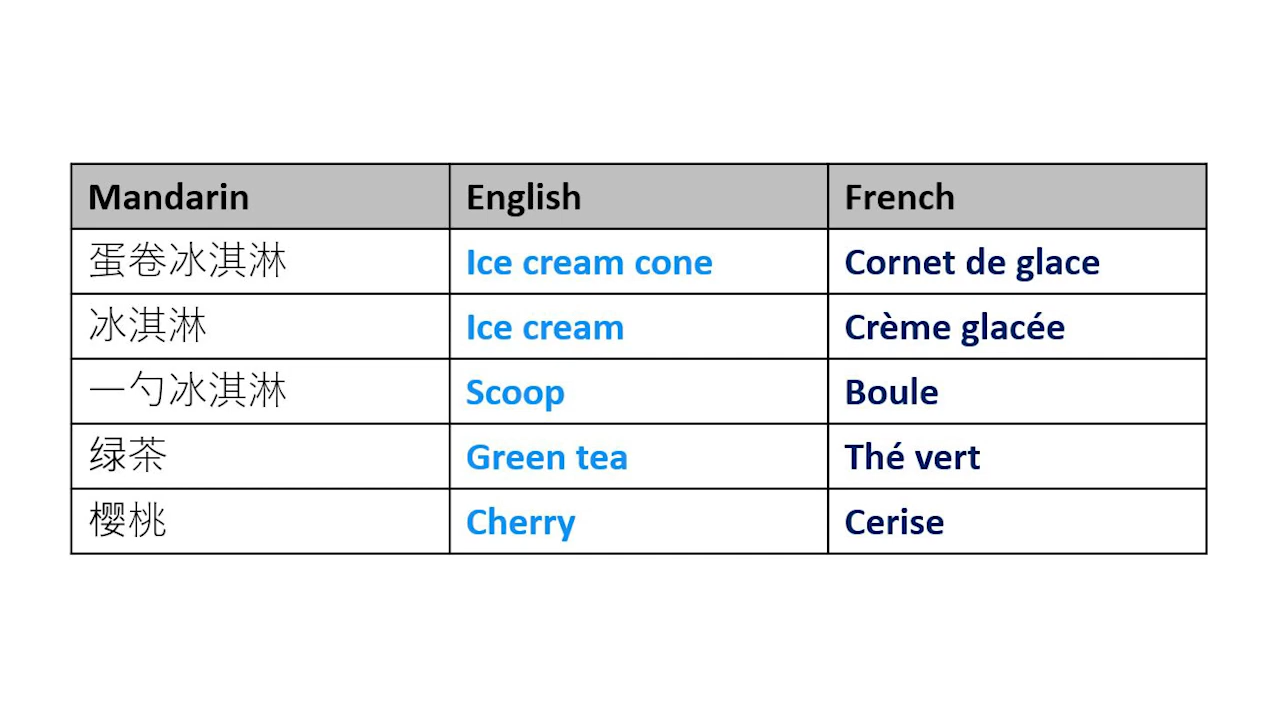 Mandarin English French
蛋卷冰淇淋 Ice cream cone Cornet de glace
冰淇淋 Ice cream Crème glacée
一勺冰淇淋 Scoop Boule
绿茶 Green tea Thé vert
樱桃 Cherry Cerise